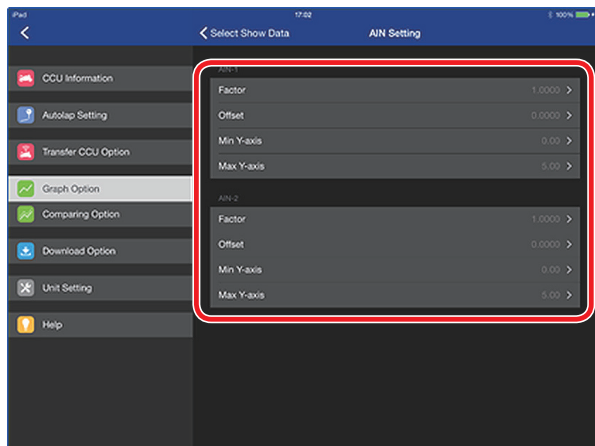 iPad 17:02 100%
Select Show Data AIN Setting
CCU Information
Autolap Setting
Transfer CCU Option
Graph Option
Comparing Option
Download Option
Unit Setting
Help
AIN-1
Factor 1.0000
Offset 0.0000
Min Y-axis 0.00
Max Y-axis 5.00
AIN-2
Factor 1.0000
Offset 0.0000
Min Y-axis 0.00
Max Y-axis 5.00